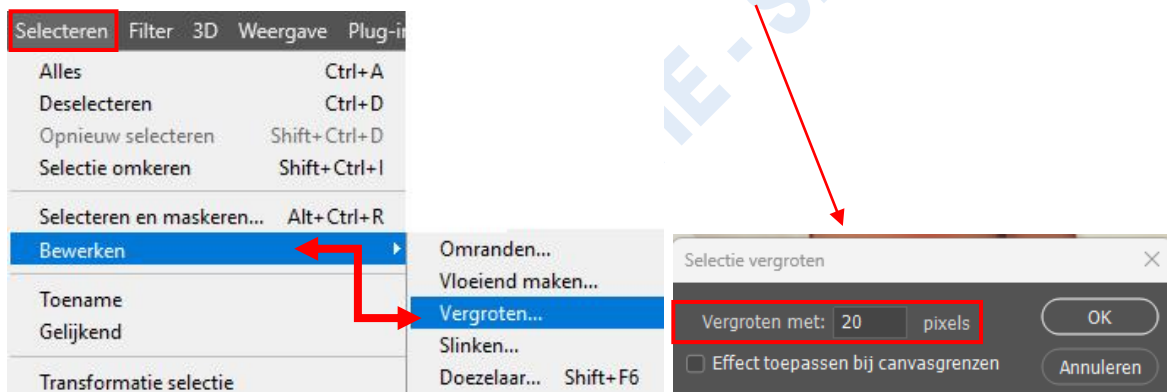 Selecteren Filter 3D Weergave Plug-i
Alles Ctrl+A
Deselecteren Ctrl+D
Opnieuw selecteren Shift+Ctrl+D
Selectie omkeren Shift+Ctrl+I
Selecteren en maskeren... Alt+Ctrl+R
Bewerken
Toename
Gelijkend
Transformatie selectie
Omranden...
Vloeiend maken...
Vergroten...
Slinken...
Doezelaar... Shift+F6
Selectie vergroten
Vergroten met: 20 pixels
OK
Effect toepassen bij canvasgrenzen
Annuleren